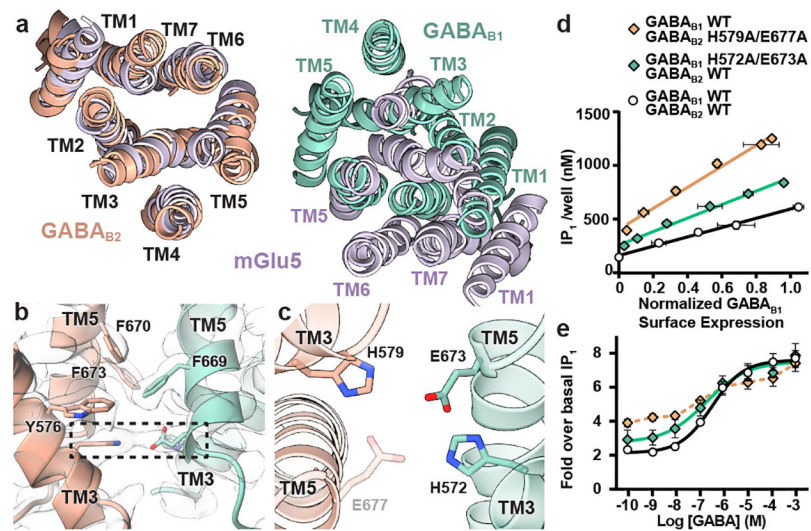 a
TM1
TM7
TM6
TM2
TM3
TM5
TM4
GABAB2
TM4
GABAB1
TM5
TM3
TM2
TM1
TM5
mGlu5
TM6
TM7
TM1
b
TM5
F670
TM5
F669
F673
Y576
TM3
TM3
c
TM3
H579
TM5
E673
TM5
E677
H572
TM3
d
GABAB1 WT
GABAB2 H579A/E677A
GABAB1 H572A/E673A
GABAB2 WT
GABAB1 WT
GABAB2 WT
IP1 /well (nM)
1500
1000
500
0
0 0.2 0.4 0.6 0.8 1.0
Normalized GABAB1
Surface Expression
e
Fold over basal IP1
8
6
4
2
0
-10 -9 -8 -7 -6 -5 -4 -3
Log [GABA] (M)